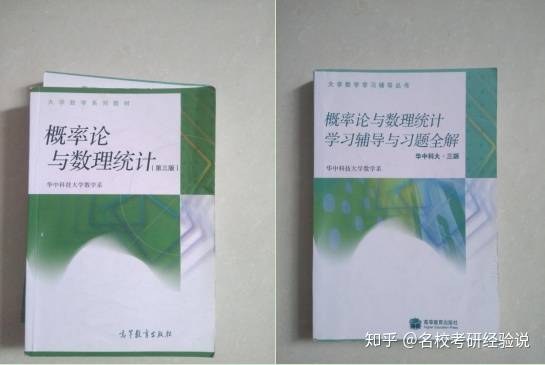 大学数学系列教材
概率论
与数理统计(第三版)
华中科技大学数学系
高等教育出版社
大学数学学习辅导丛书
概率论与数理统计
学习辅导与习题全解
华中科大·三版
华中科技大学数学系
高等教育出版社
Higher Education Press
知乎 @名校考研经验说